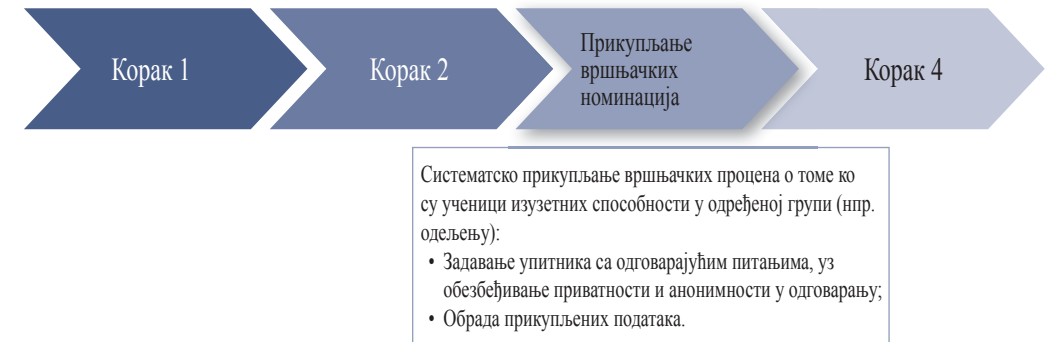 Корак 1
Корак 2
Прикупљање
вршњачких
номинација
Корак 4
Систематско прикупљање вршњачких процена о томе ко
су ученици изузетних способности у одређеној групи (нпр.
одељењу):
• Задавање упитника са одговарајућим питањима, уз
обезбеђивање приватности и анонимности у одговарању;
• Обрада прикупљених података.